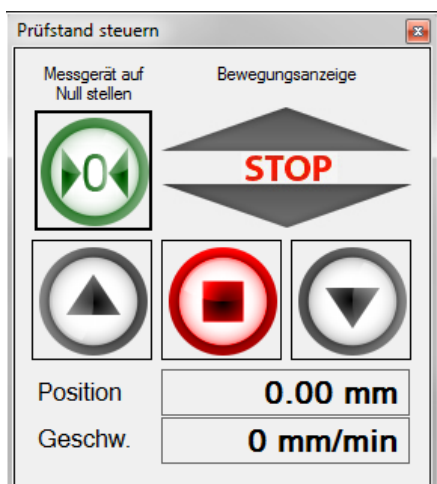 Prüfstand steuern
Messgerät auf
Null stellen
Bewegungsanzeige
0
STOP
Position
0.00 mm
Geschw.
0 mm/min